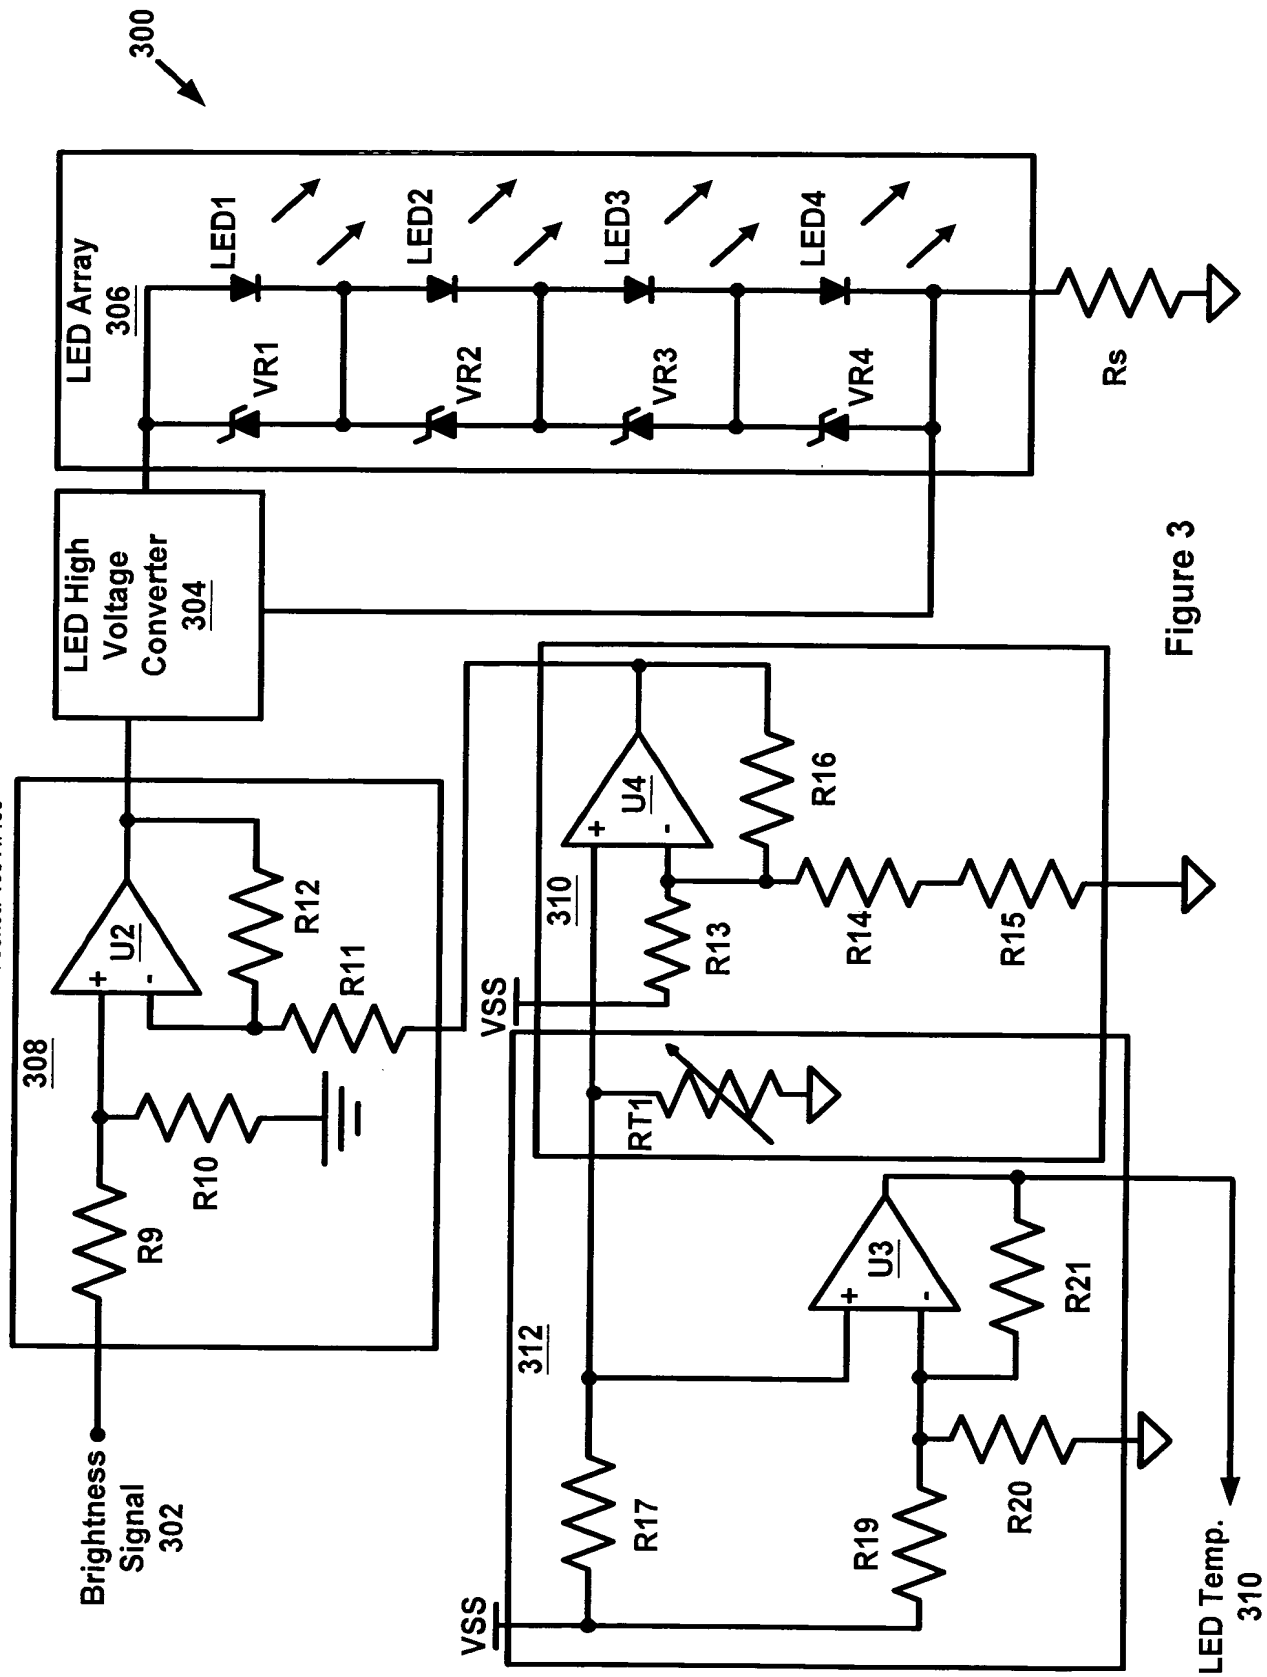 300
LED Array
306
LED1
LED2
LED3
LED4
VR1
VR2
VR3
VR4
Rs
LED High
Voltage
Converter
304
308
U2
+
-
R12
R11
R10
R9
Brightness
Signal
302
310
U4
+
-
R16
R13
R14
R15
VSS
RT1
312
U3
+
-
R21
R17
R19
R20
VSS
LED Temp.
310
Figure 3